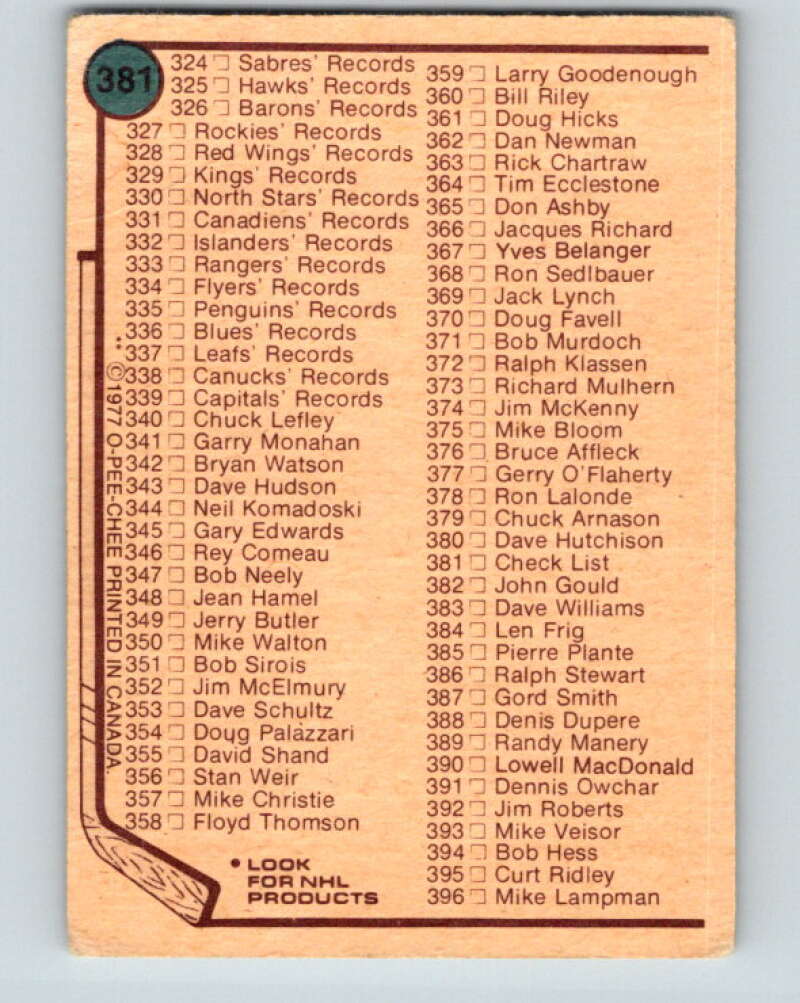 381
324 Sabres' Records
325 Hawks' Records
326 Barons' Records
327 Rockies' Records
328 Red Wings' Records
329 Kings' Records
330 North Stars' Records
331 Canadiens' Records
332 Islanders' Records
333 Rangers' Records
334 Flyers' Records
335 Penguins' Records
336 Blues' Records
337 Leafs' Records
338 Canucks' Records
339 Capitals' Records
340 Chuck Lefley
341 Garry Monahan
342 Bryan Watson
343 Dave Hudson
344 Neil Komadoski
345 Gary Edwards
346 Rey Comeau
347 Bob Neely
348 Jean Hamel
349 Jerry Butler
350 Mike Walton
351 Bob Sirois
352 Jim McElmury
353 Dave Schultz
354 Doug Palazzari
355 David Shand
356 Stan Weir
357 Mike Christie
358 Floyd Thomson
359 Larry Goodenough
360 Bill Riley
361 Doug Hicks
362 Dan Newman
363 Rick Chartraw
364 Tim Ecclestone
365 Don Ashby
366 Jacques Richard
367 Yves Belanger
368 Ron Sedlbauer
369 Jack Lynch
370 Doug Favell
371 Bob Murdoch
372 Ralph Klassen
373 Richard Mulhern
374 Jim McKenny
375 Mike Bloom
376 Bruce Affleck
377 Gerry O'Flaherty
378 Ron Lalonde
379 Chuck Arnason
380 Dave Hutchison
381 Check List
382 John Gould
383 Dave Williams
384 Len Frig
385 Pierre Plante
386 Ralph Stewart
387 Gord Smith
388 Denis Dupere
389 Randy Manery
390 Lowell MacDonald
391 Dennis Owchar
392 Jim Roberts
393 Mike Veisor
394 Bob Hess
395 Curt Ridley
396 Mike Lampman
** ©1977 O-PEE-CHEE PRINTED IN CANADA.
• LOOK
FOR NHL
PRODUCTS